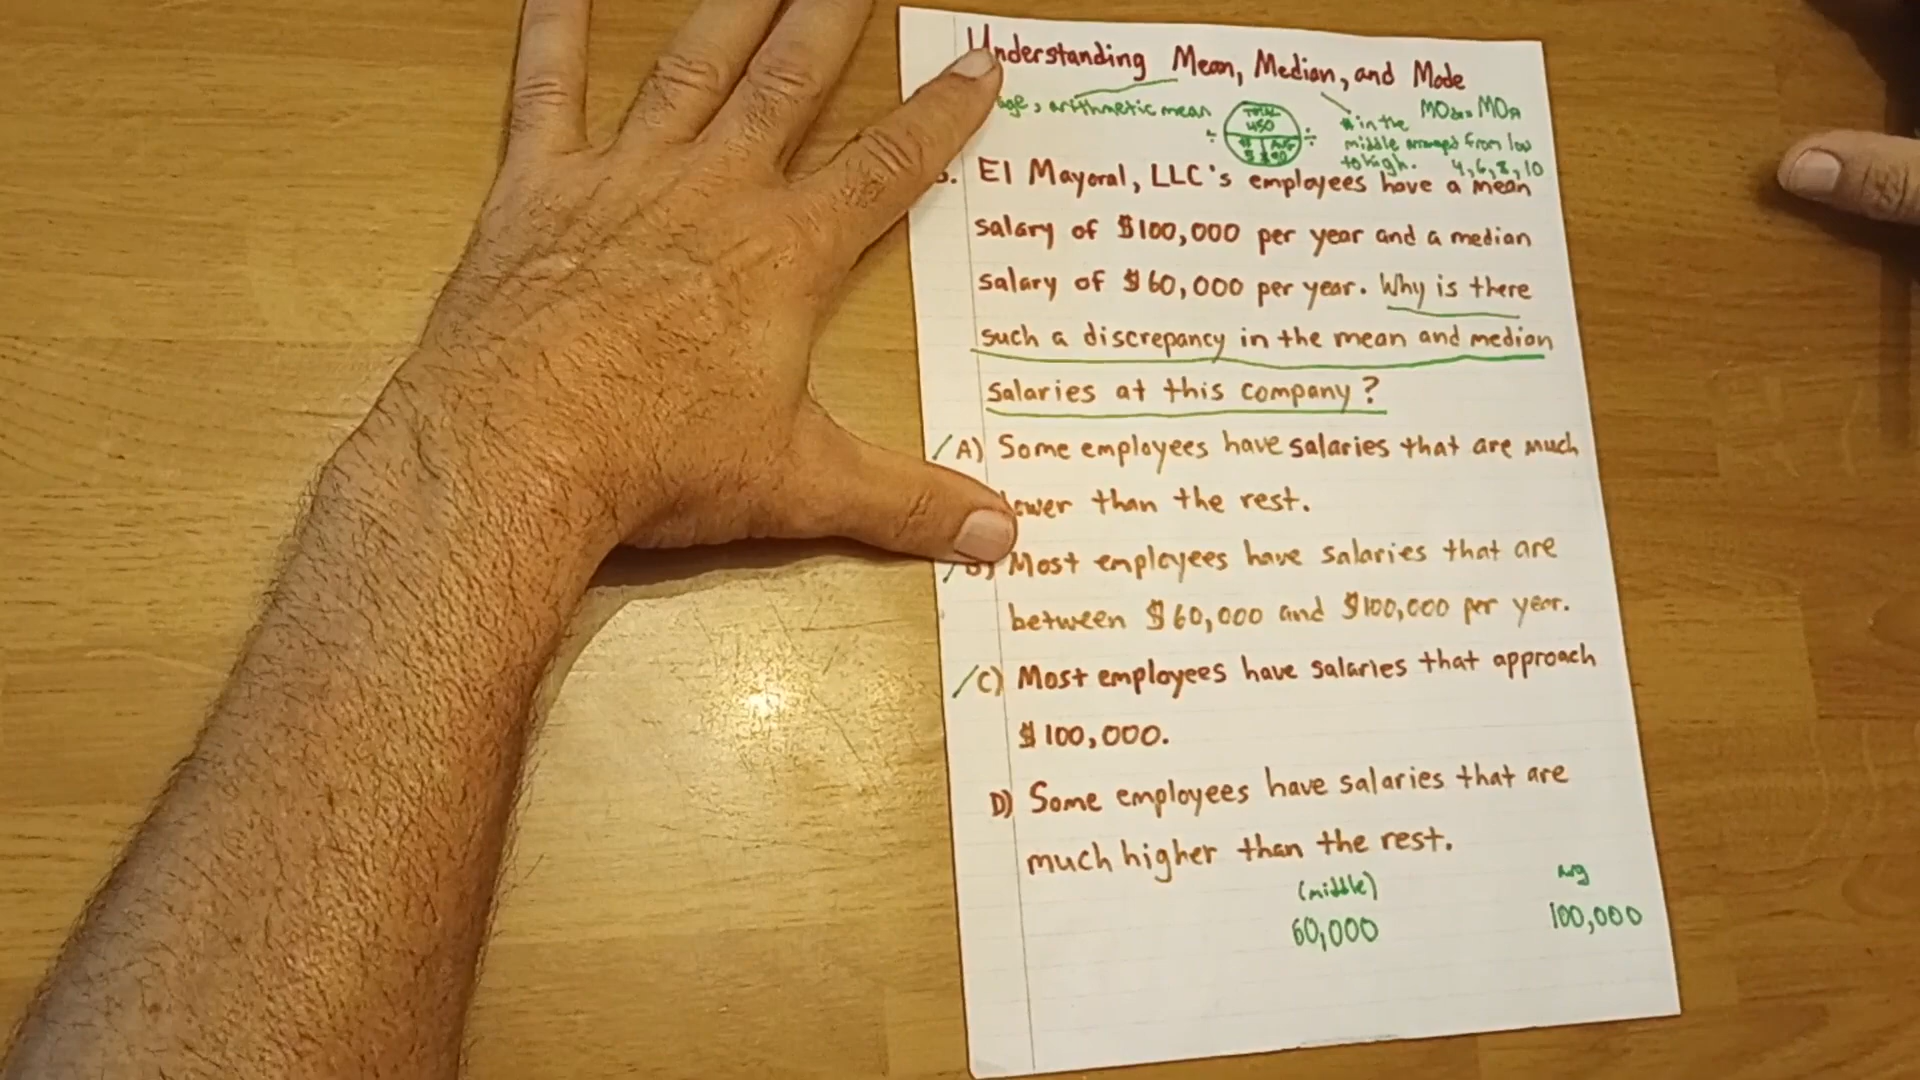 Understanding Mean, Median, and Mode
arithmetic mean
TOTAL
450
AVG
90
# in the
middle arranged from low
to high. 4, 6, 8, 10
El Mayoral, LLC's employees have a mean
salary of $100,000 per year and a median
salary of $60,000 per year. Why is there
such a discrepancy in the mean and median
salaries at this company?
A) Some employees have salaries that are much
lower than the rest.
B) Most employees have salaries that are
between $60,000 and $100,000 per year.
C) Most employees have salaries that approach
$100,000.
D) Some employees have salaries that are
much higher than the rest.
(middle) avg
60,000 100,000